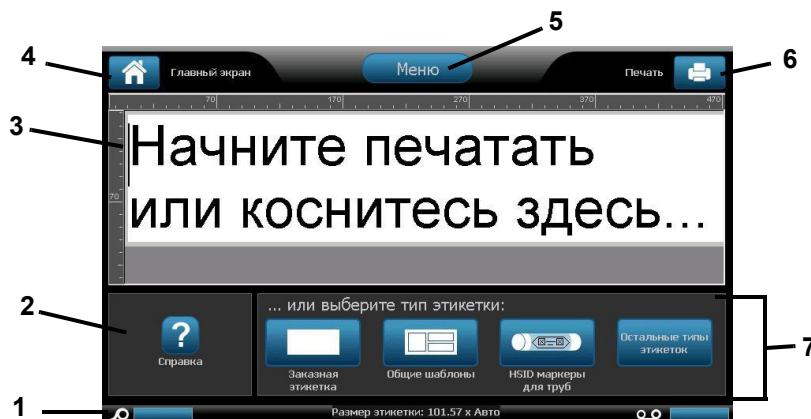 5
4
6
Главный экран
Меню
Печать
70
170
270
370
470
3
Начните печатать
70
или коснитесь здесь...
2
... или выберите тип этикетки:
?
Справка
Остальные типы
этикеток
7
Заказная
этикетка
Общие шаблоны
HSID маркеры
для труб
1
Размер этикетки: 101.57 x Авто